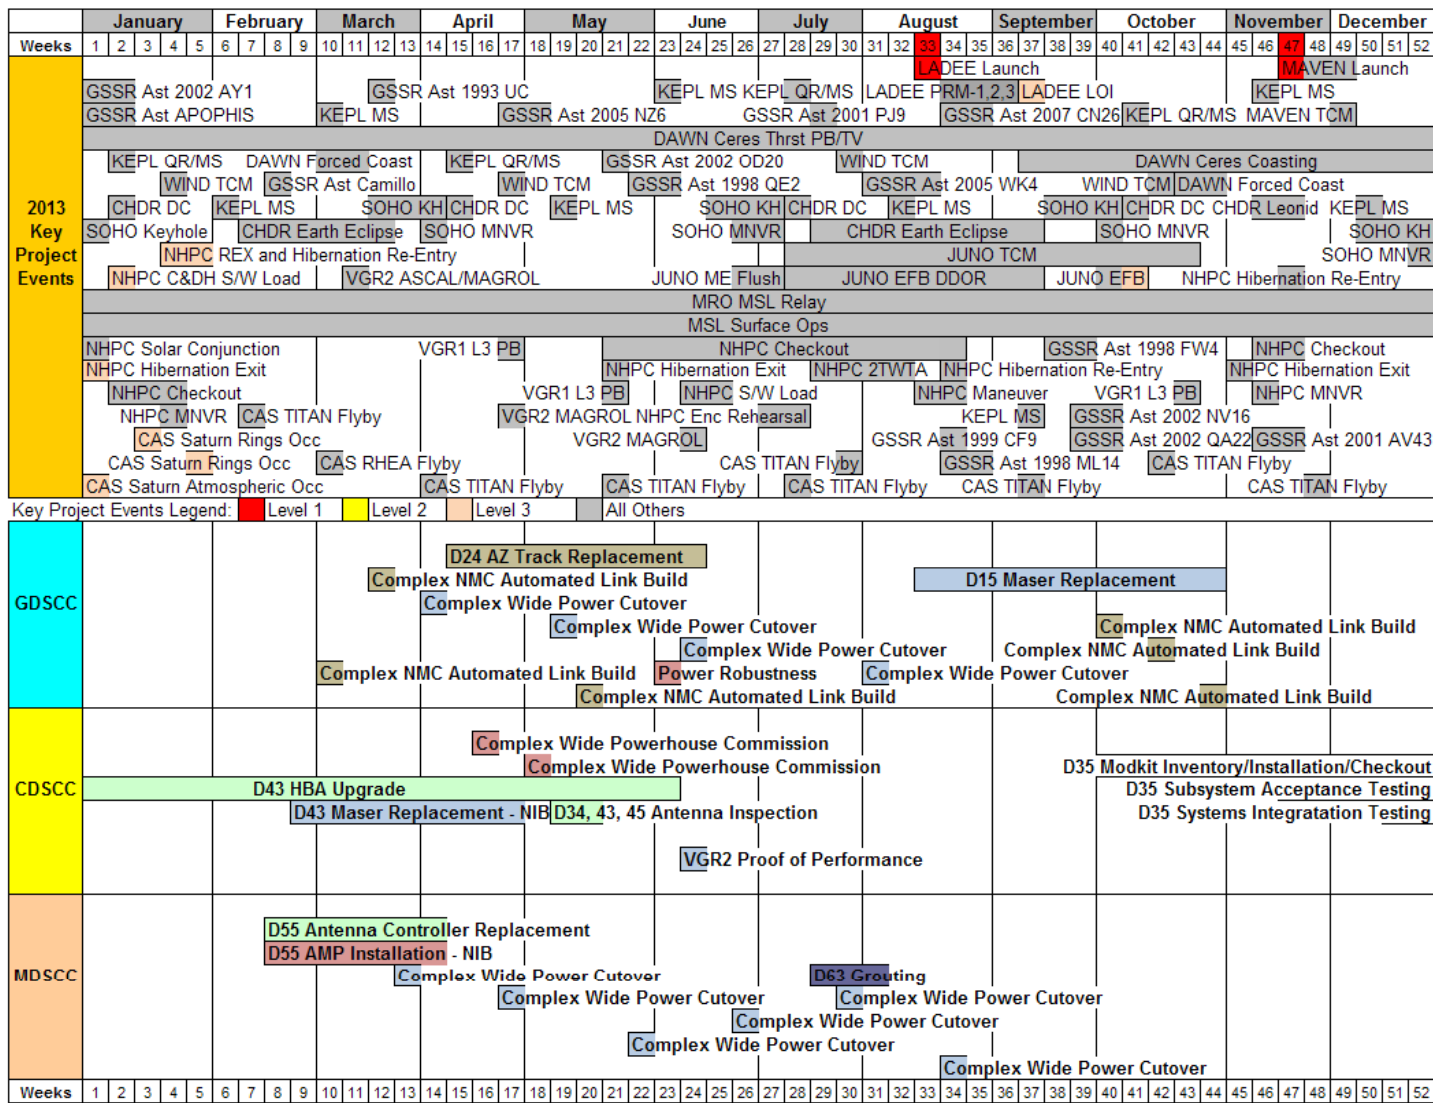 January February March April May June July August September October November December
Weeks 1 2 3 4 5 6 7 8 9 10 11 12 13 14 15 16 17 18 19 20 21 22 23 24 25 26 27 28 29 30 31 32 33 34 35 36 37 38 39 40 41 42 43 44 45 46 47 48 49 50 51 52
2013
Key
Project
Events
LADEE Launch MAVEN Launch
GSSR Ast 2002 AY1 GSSR Ast 1993 UC KEPL MS KEPL QR/MS LADEE PRM-1,2,3 LADEE LOI KEPL MS
GSSR Ast APOPHIS KEPL MS GSSR Ast 2005 NZ6 GSSR Ast 2001 PJ9 GSSR Ast 2007 CN26 KEPL QR/MS MAVEN TCM
DAWN Ceres Thrst PB/TV
KEPL QR/MS DAWN Forced Coast KEPL QR/MS GSSR Ast 2002 OD20 WIND TCM DAWN Ceres Coasting
WIND TCM GSSR Ast Camillo WIND TCM GSSR Ast 1998 QE2 GSSR Ast 2005 WK4 WIND TCM DAWN Forced Coast
CHDR DC KEPL MS SOHO KH CHDR DC KEPL MS SOHO KH CHDR DC KEPL MS SOHO KH CHDR DC CHDR Leonid KEPL MS
SOHO Keyhole CHDR Earth Eclipse SOHO MNVR SOHO MNVR CHDR Earth Eclipse SOHO MNVR SOHO KH
NHPC REX and Hibernation Re-Entry JUNO TCM SOHO MNVR
NHPC C&DH S/W Load VGR2 ASCAL/MAGROL JUNO ME Flush JUNO EFB DDOR JUNO EFB NHPC Hibernation Re-Entry
MRO MSL Relay
MSL Surface Ops
NHPC Solar Conjunction VGR1 L3 PB NHPC Checkout GSSR Ast 1998 FW4 NHPC Checkout
NHPC Hibernation Exit NHPC Hibernation Exit NHPC 2TWTA NHPC Hibernation Re-Entry NHPC Hibernation Exit
NHPC Checkout VGR1 L3 PB NHPC S/W Load NHPC Maneuver VGR1 L3 PB NHPC MNVR
NHPC MNVR CAS TITAN Flyby VGR2 MAGROL NHPC Enc Rehearsal KEPL MS GSSR Ast 2002 NV16
CAS Saturn Rings Occ VGR2 MAGROL GSSR Ast 1999 CF9 GSSR Ast 2002 QA22 GSSR Ast 2001 AV43
CAS Saturn Rings Occ CAS RHEA Flyby CAS TITAN Flyby GSSR Ast 1998 ML14 CAS TITAN Flyby
CAS Saturn Atmospheric Occ CAS TITAN Flyby CAS TITAN Flyby CAS TITAN Flyby CAS TITAN Flyby CAS TITAN Flyby
Key Project Events Legend: Level 1 Level 2 Level 3 All Others
GDSCC
D24 AZ Track Replacement
Complex NMC Automated Link Build D15 Maser Replacement
Complex Wide Power Cutover
Complex Wide Power Cutover Complex NMC Automated Link Build
Complex Wide Power Cutover Complex NMC Automated Link Build
Complex NMC Automated Link Build Power Robustness Complex Wide Power Cutover
Complex NMC Automated Link Build Complex NMC Automated Link Build
CDSCC
Complex Wide Powerhouse Commission
Complex Wide Powerhouse Commission D35 Modkit Inventory/Installation/Checkout
D43 HBA Upgrade D35 Subsystem Acceptance Testing
D43 Maser Replacement - NIB D34, 43, 45 Antenna Inspection D35 Systems Integratation Testing
VGR2 Proof of Performance
MDSCC
D55 Antenna Controller Replacement
D55 AMP Installation - NIB
Complex Wide Power Cutover D63 Grouting
Complex Wide Power Cutover Complex Wide Power Cutover
Complex Wide Power Cutover
Complex Wide Power Cutover
Complex Wide Power Cutover
Weeks 1 2 3 4 5 6 7 8 9 10 11 12 13 14 15 16 17 18 19 20 21 22 23 24 25 26 27 28 29 30 31 32 33 34 35 36 37 38 39 40 41 42 43 44 45 46 47 48 49 50 51 52